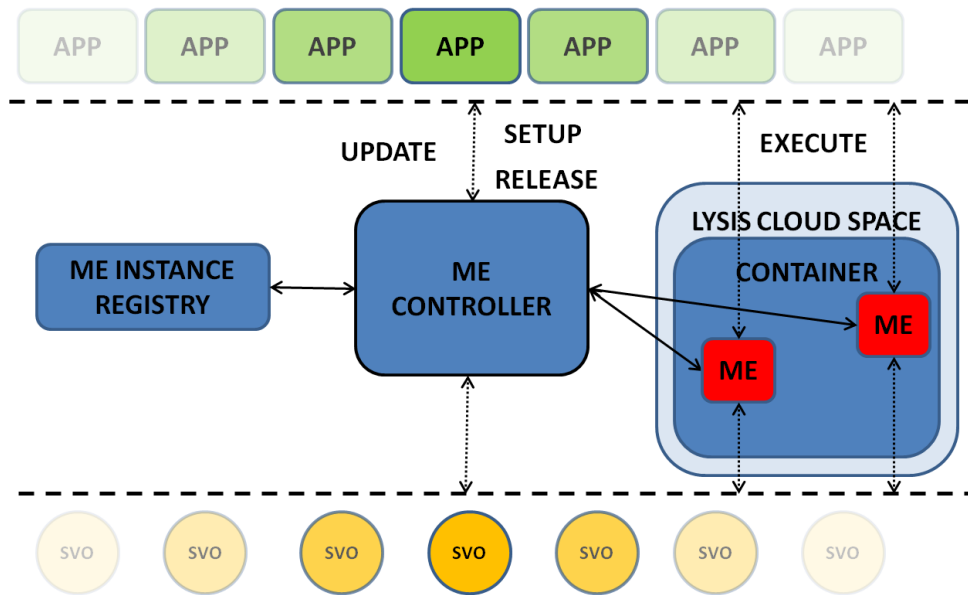 APP APP APP APP APP APP APP
UPDATE
SETUP
RELEASE
EXECUTE
LYSIS CLOUD SPACE
CONTAINER
ME INSTANCE
REGISTRY
ME
CONTROLLER
ME
ME
SVO SVO SVO SVO SVO SVO SVO